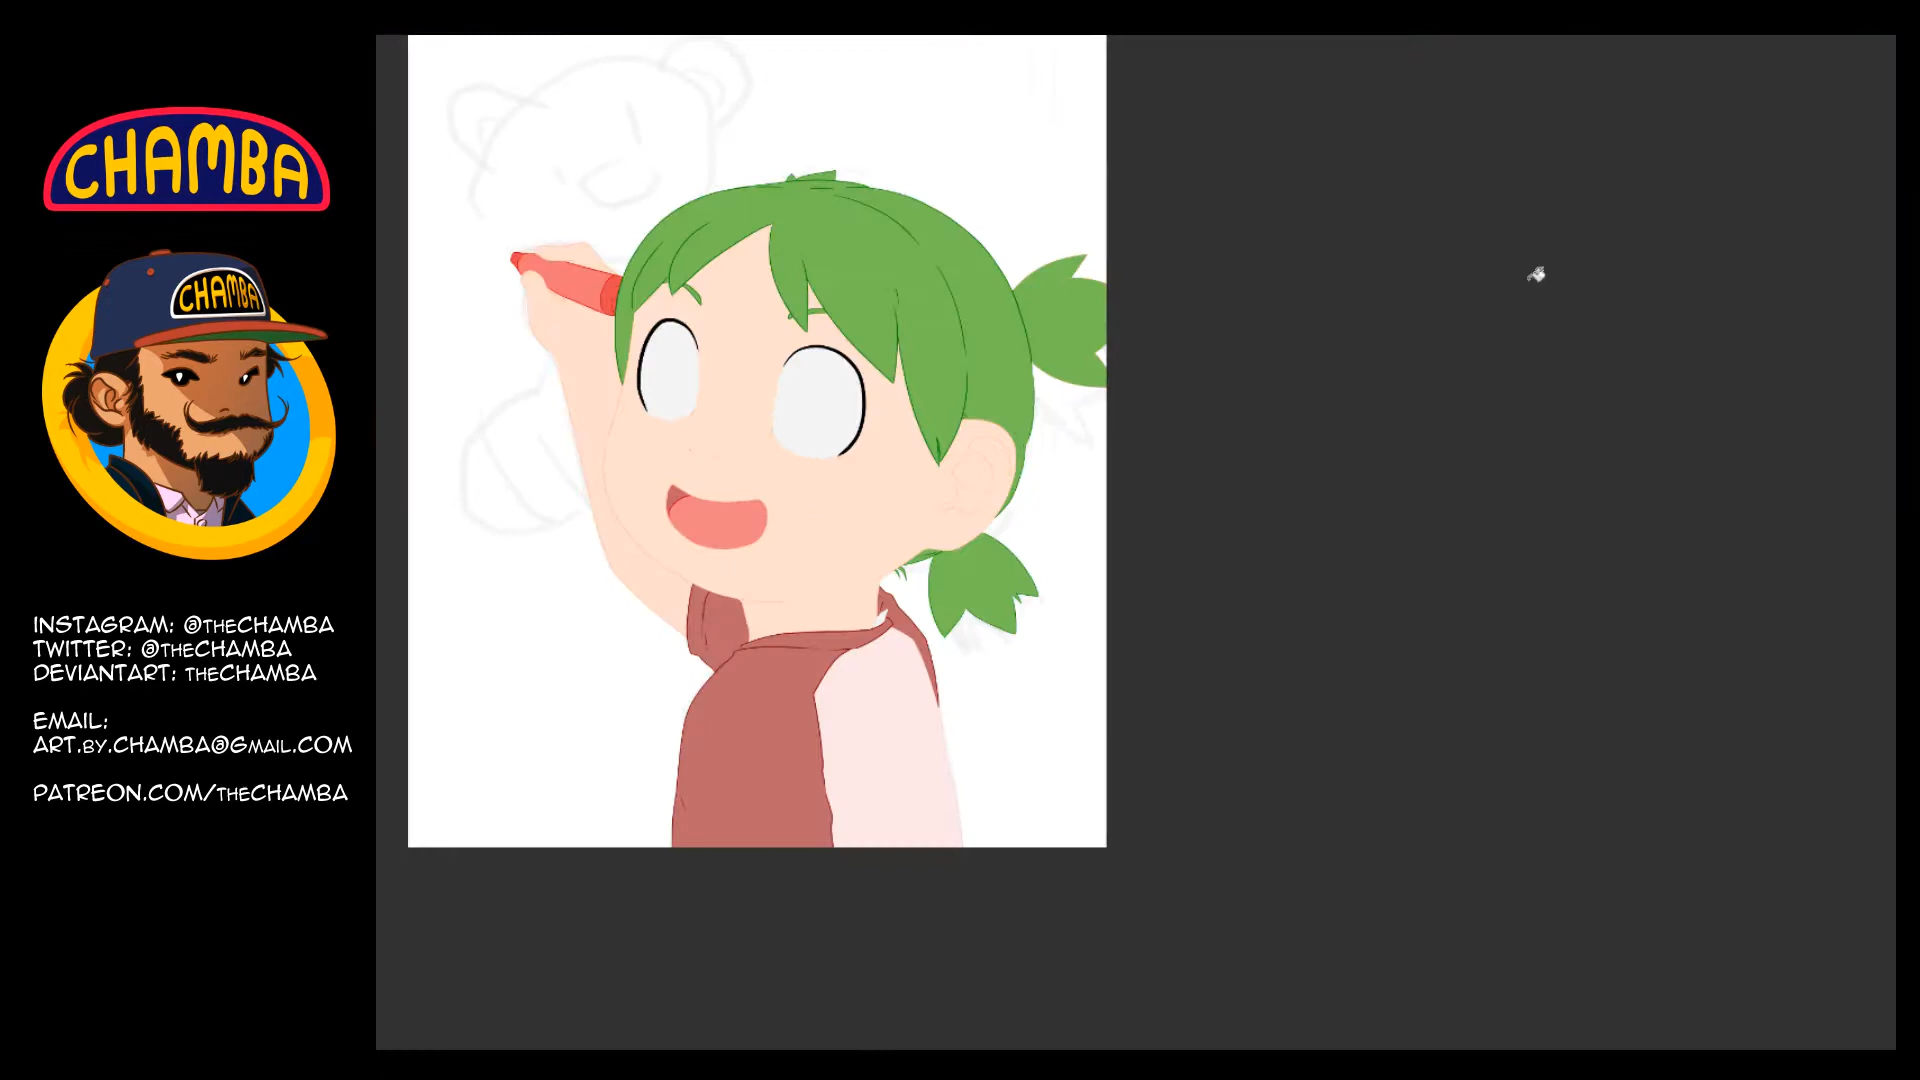 CHAMBA
CHAMBA
INSTAGRAM: @THECHAMBA
TWITTER: @THECHAMBA
DEVIANTART: THECHAMBA
EMAIL:
ART.BY.CHAMBA@GMAIL.COM
PATREON.COM/THECHAMBA